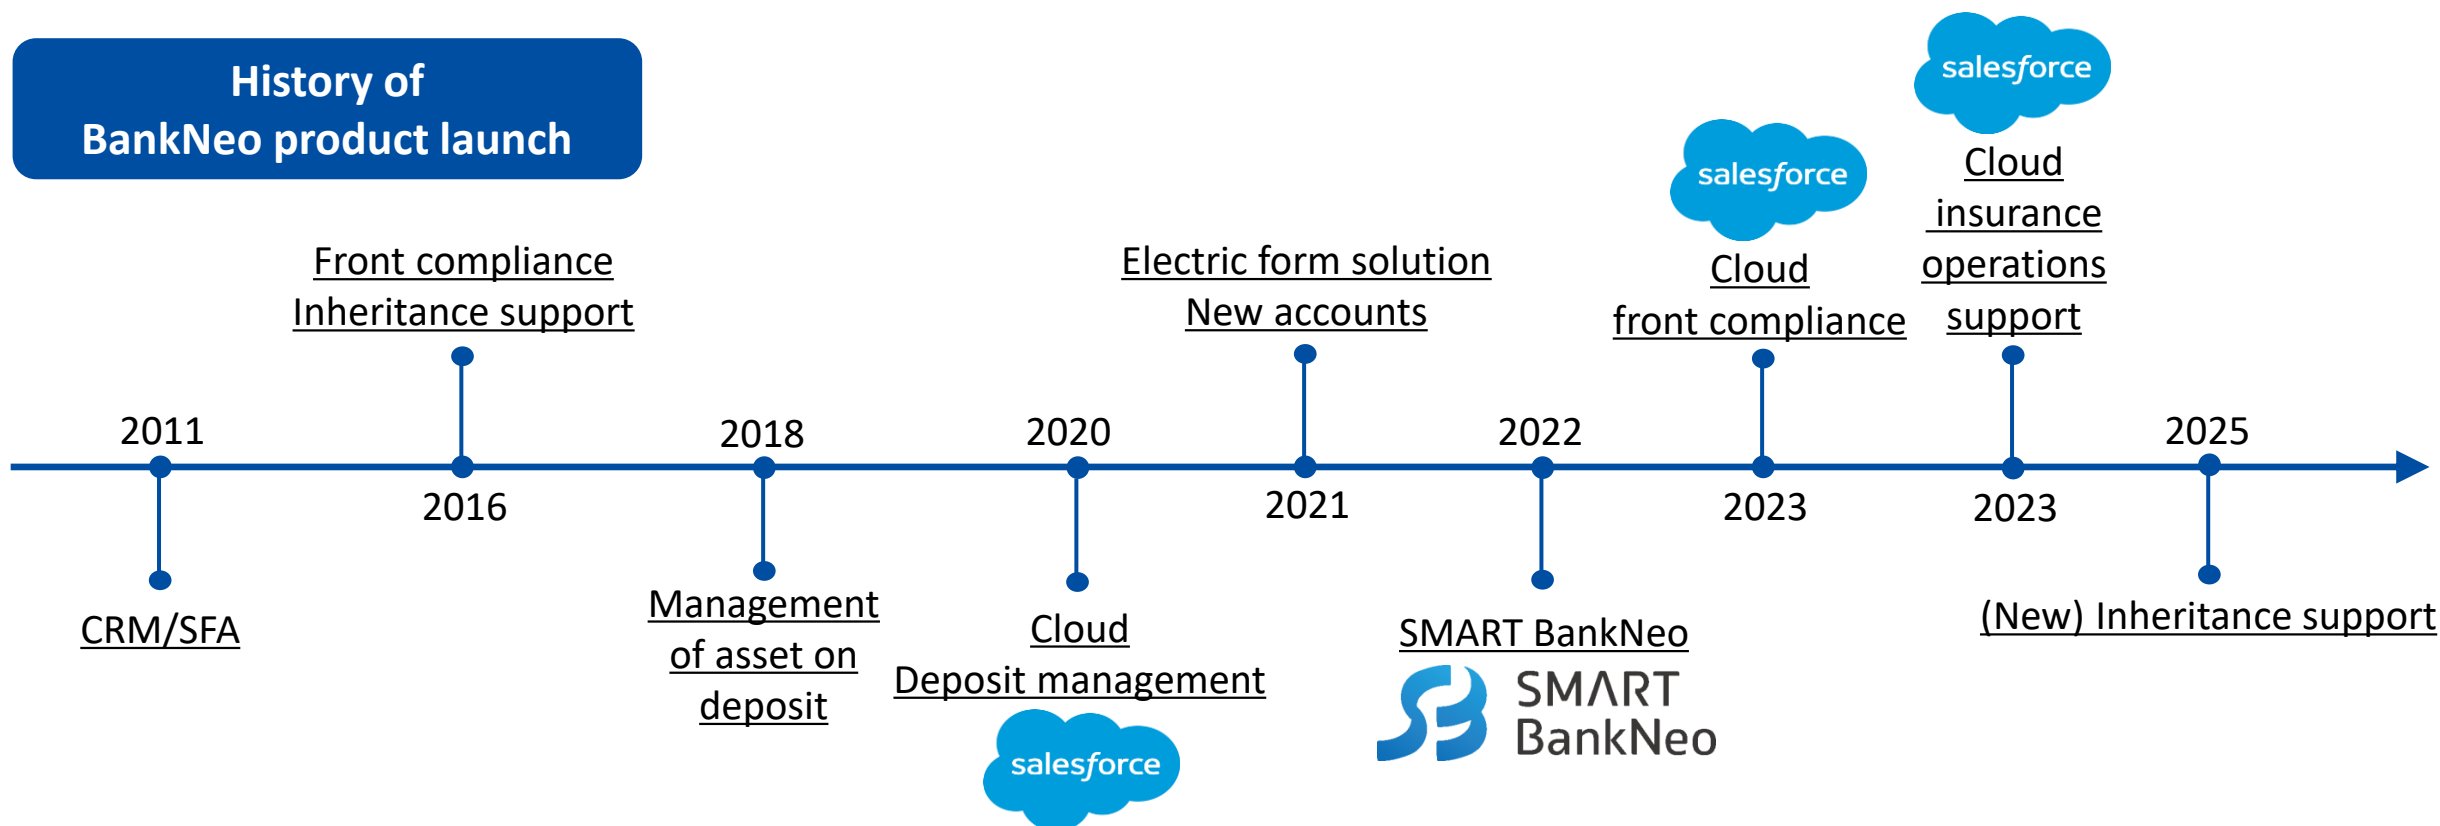 History of
BankNeo product launch
salesforce
salesforce
Cloud
insurance
operations
support
Front compliance
Inheritance support
Electric form solution
New accounts
Cloud
front compliance
2011
2018
2020
2022
2025
2016
2021
2023
2023
CRM/SFA
Management
of asset on
deposit
Cloud
Deposit management
salesforce
SMART BankNeo
SMART
BankNeo
(New) Inheritance support